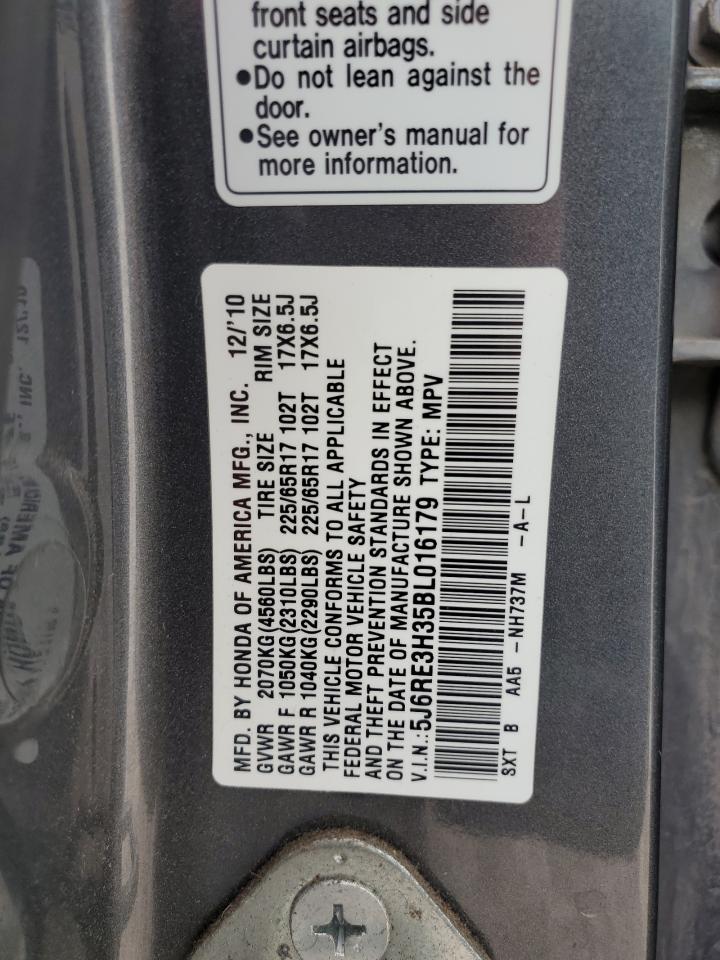 front seats and side
curtain airbags.
●Do not lean against the
door.
●See owner's manual for
more information.
MFD. BY HONDA OF AMERICA MFG., INC. 12/'10
GVWR 2070KG(4560LBS) TIRE SIZE RIM SIZE
GAWR F 1050KG(2310LBS) 225/65R17 102T 17X6.5J
GAWR R 1040KG(2290LBS) 225/65R17 102T 17X6.5J
THIS VEHICLE CONFORMS TO ALL APPLICABLE
FEDERAL MOTOR VEHICLE SAFETY
AND THEFT PREVENTION STANDARDS IN EFFECT
ON THE DATE OF MANUFACTURE SHOWN ABOVE.
V.I.N.:5J6RE3H35BL016179 TYPE: MPV
SXT B AA5 -NH737M -A-L